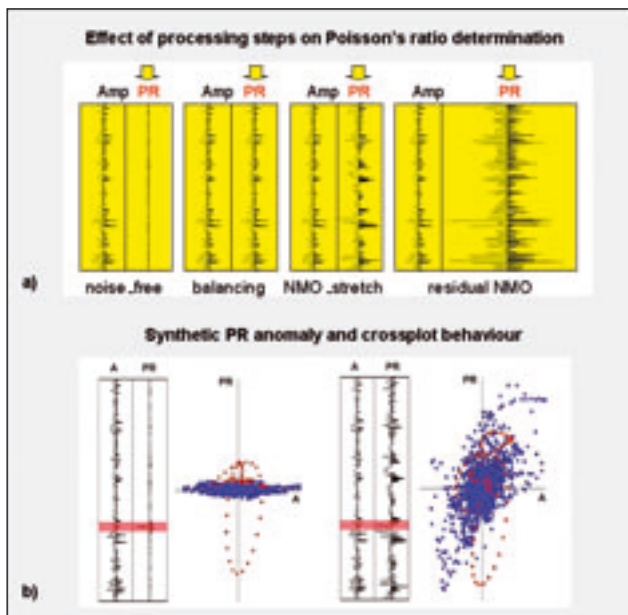 Effect of processing steps on Poisson's ratio determination
Amp PR Amp PR Amp PR Amp PR
a)
noise_free balancing NMO_stretch residual NMO
Synthetic PR anomaly and crossplot behaviour
A PR PR A PR PR
A A
b)